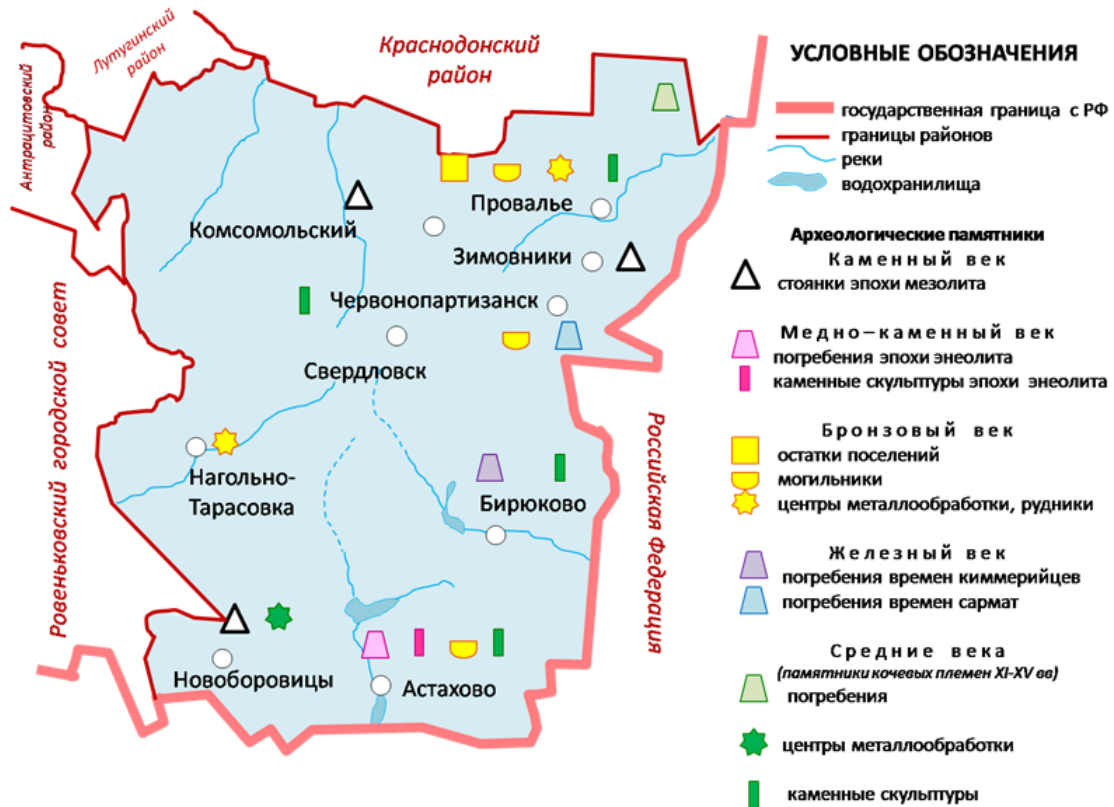 Лутугинский
район
Краснодонский
район
Антрацитовский
район
Ровеньковский городской совет
Российская Федерация
Комсомольский
Провалье
Зимовники
Червонопартизанск
Свердловск
Нагольно-
Тарасовка
Бирюково
Новоборовицы
Астахово
УСЛОВНЫЕ ОБОЗНАЧЕНИЯ
государственная граница с РФ
границы районов
реки
водохранилища
Археологические памятники
Каменный век
стоянки эпохи мезолита
Медно–каменный век
погребения эпохи энеолита
каменные скульптуры эпохи энеолита
Бронзовый век
остатки поселений
могильники
центры металлообработки, рудники
Железный век
погребения времен киммерийцев
погребения времен сармат
Средние века
(памятники кочевых племен XI-XV вв)
погребения
центры металлообработки
каменные скульптуры